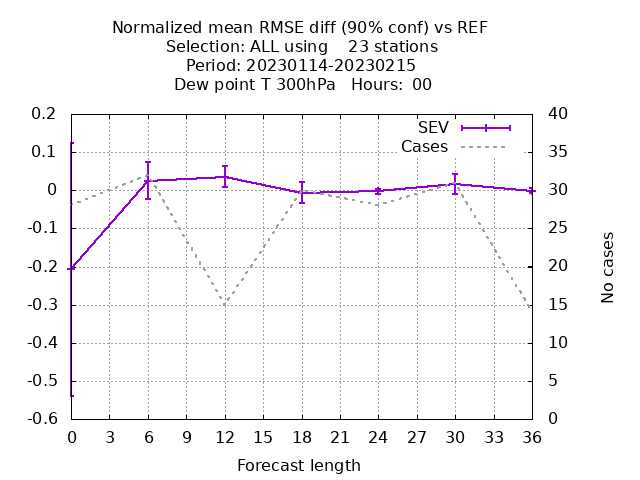 Normalized mean RMSE diff (90% conf) vs REF
Selection: ALL using    23 stations
Period: 20230114-20230215
Dew point T 300hPa   Hours: 00
SEV
Cases
0.2
0.1
0
-0.1
-0.2
-0.3
-0.4
-0.5
-0.6
40
35
30
25
20
15
10
5
0
No cases
0 3 6 9 12 15 18 21 24 27 30 33 36
Forecast length